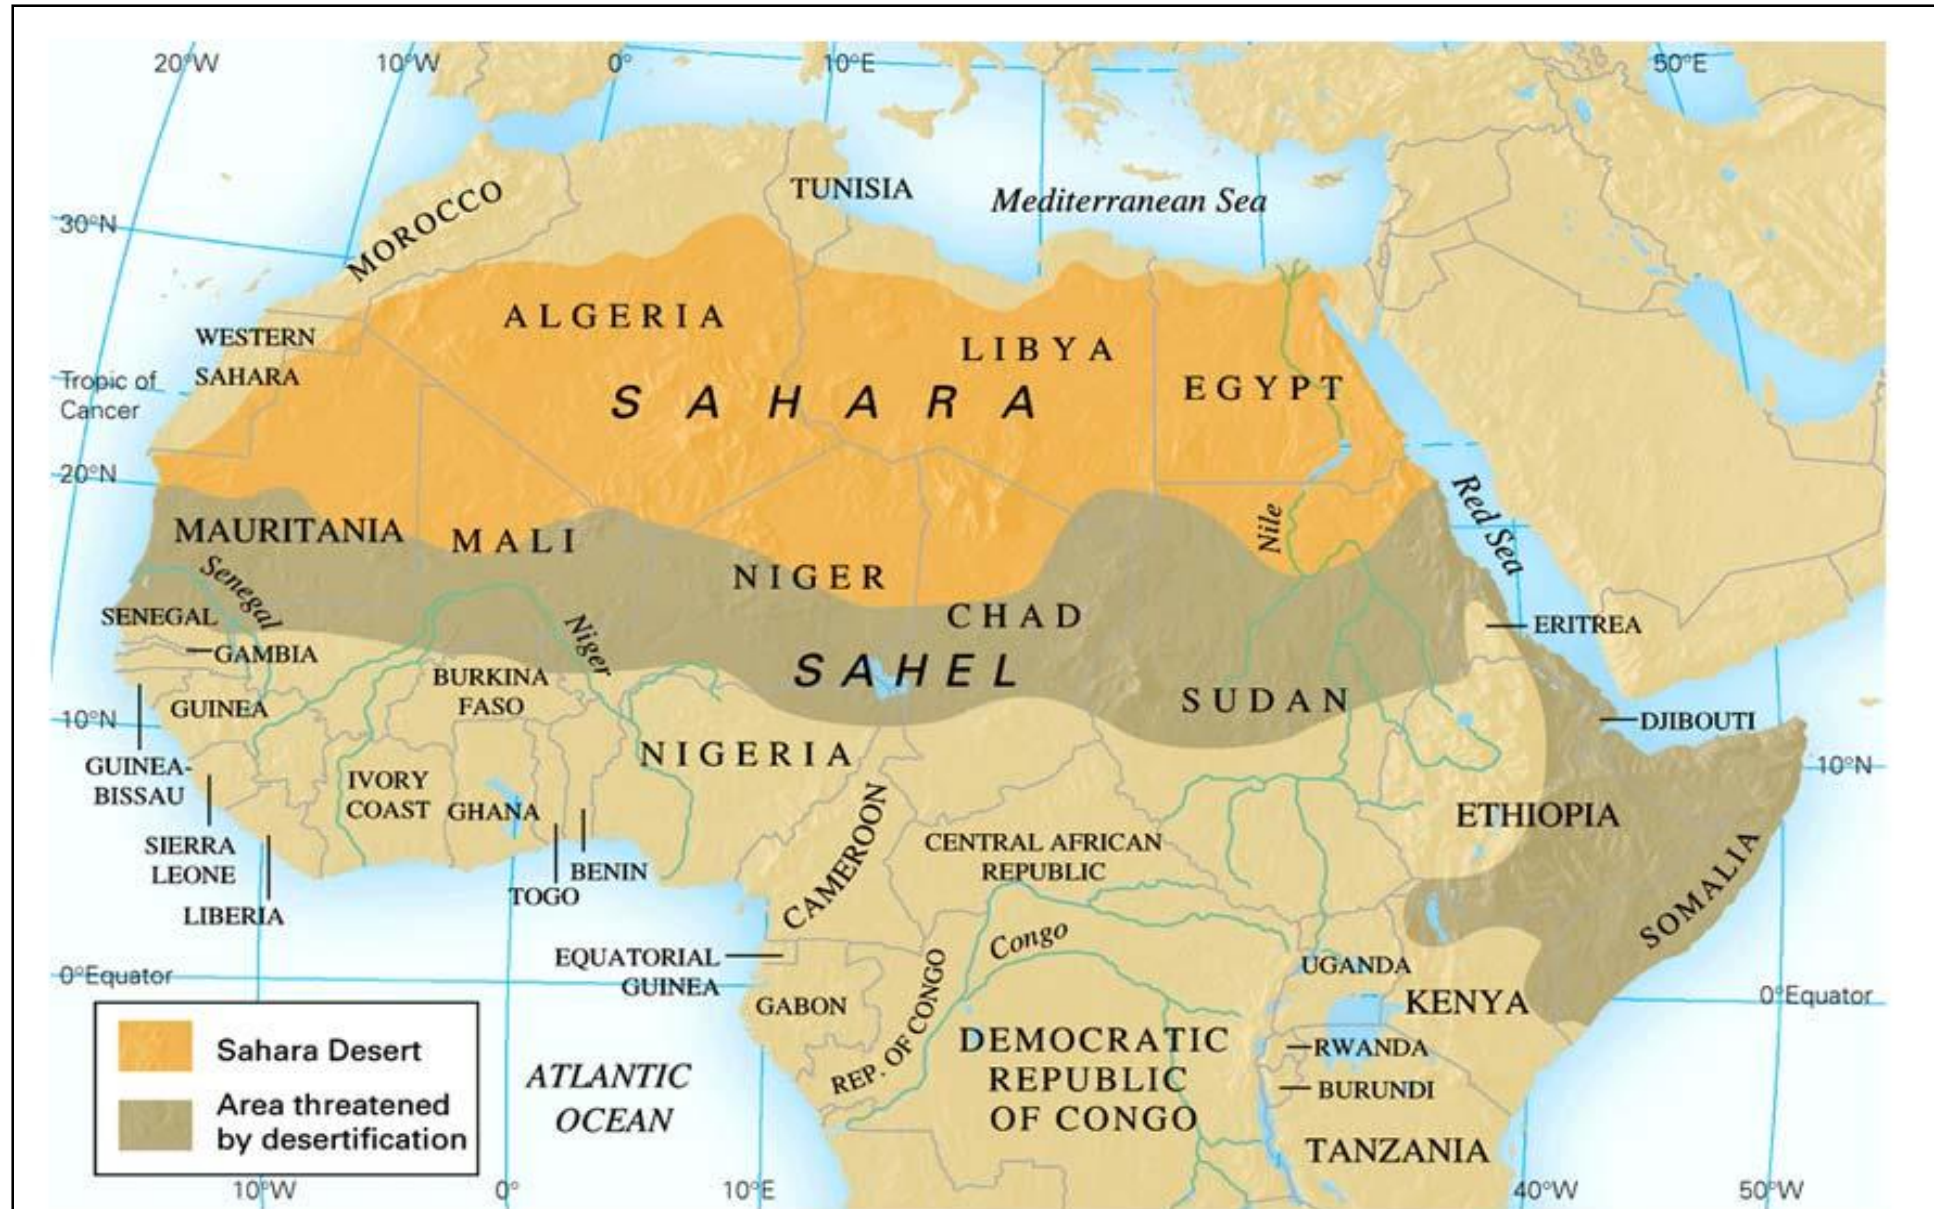 20°W
10°W
0°
10°E
50°E
TUNISIA
Mediterranean Sea
30°N
MOROCCO
ALGERIA
WESTERN
SAHARA
LIBYA
EGYPT
Tropic of
Cancer
SAHARA
20°N
Red Sea
Nile
MAURITANIA
MALI
NIGER
Senegal
SENEGAL
Niger
CHAD
ERITREA
GAMBIA
SAHEL
BURKINA
FASO
SUDAN
GUINEA
10°N
DJIBOUTI
NIGERIA
GUINEA-
BISSAU
10°N
IVORY
COAST
GHANA
ETHIOPIA
CAMEROON
CENTRAL AFRICAN
REPUBLIC
SIERRA
LEONE
BENIN
TOGO
SOMALIA
LIBERIA
Congo
EQUATORIAL
GUINEA
UGANDA
0°Equator
GABON
REP. OF CONGO
KENYA
0°Equator
DEMOCRATIC
REPUBLIC
OF CONGO
RWANDA
BURUNDI
TANZANIA
ATLANTIC
OCEAN
Sahara Desert
Area threatened
by desertification
10°W
0°
10°E
40°W
50°W